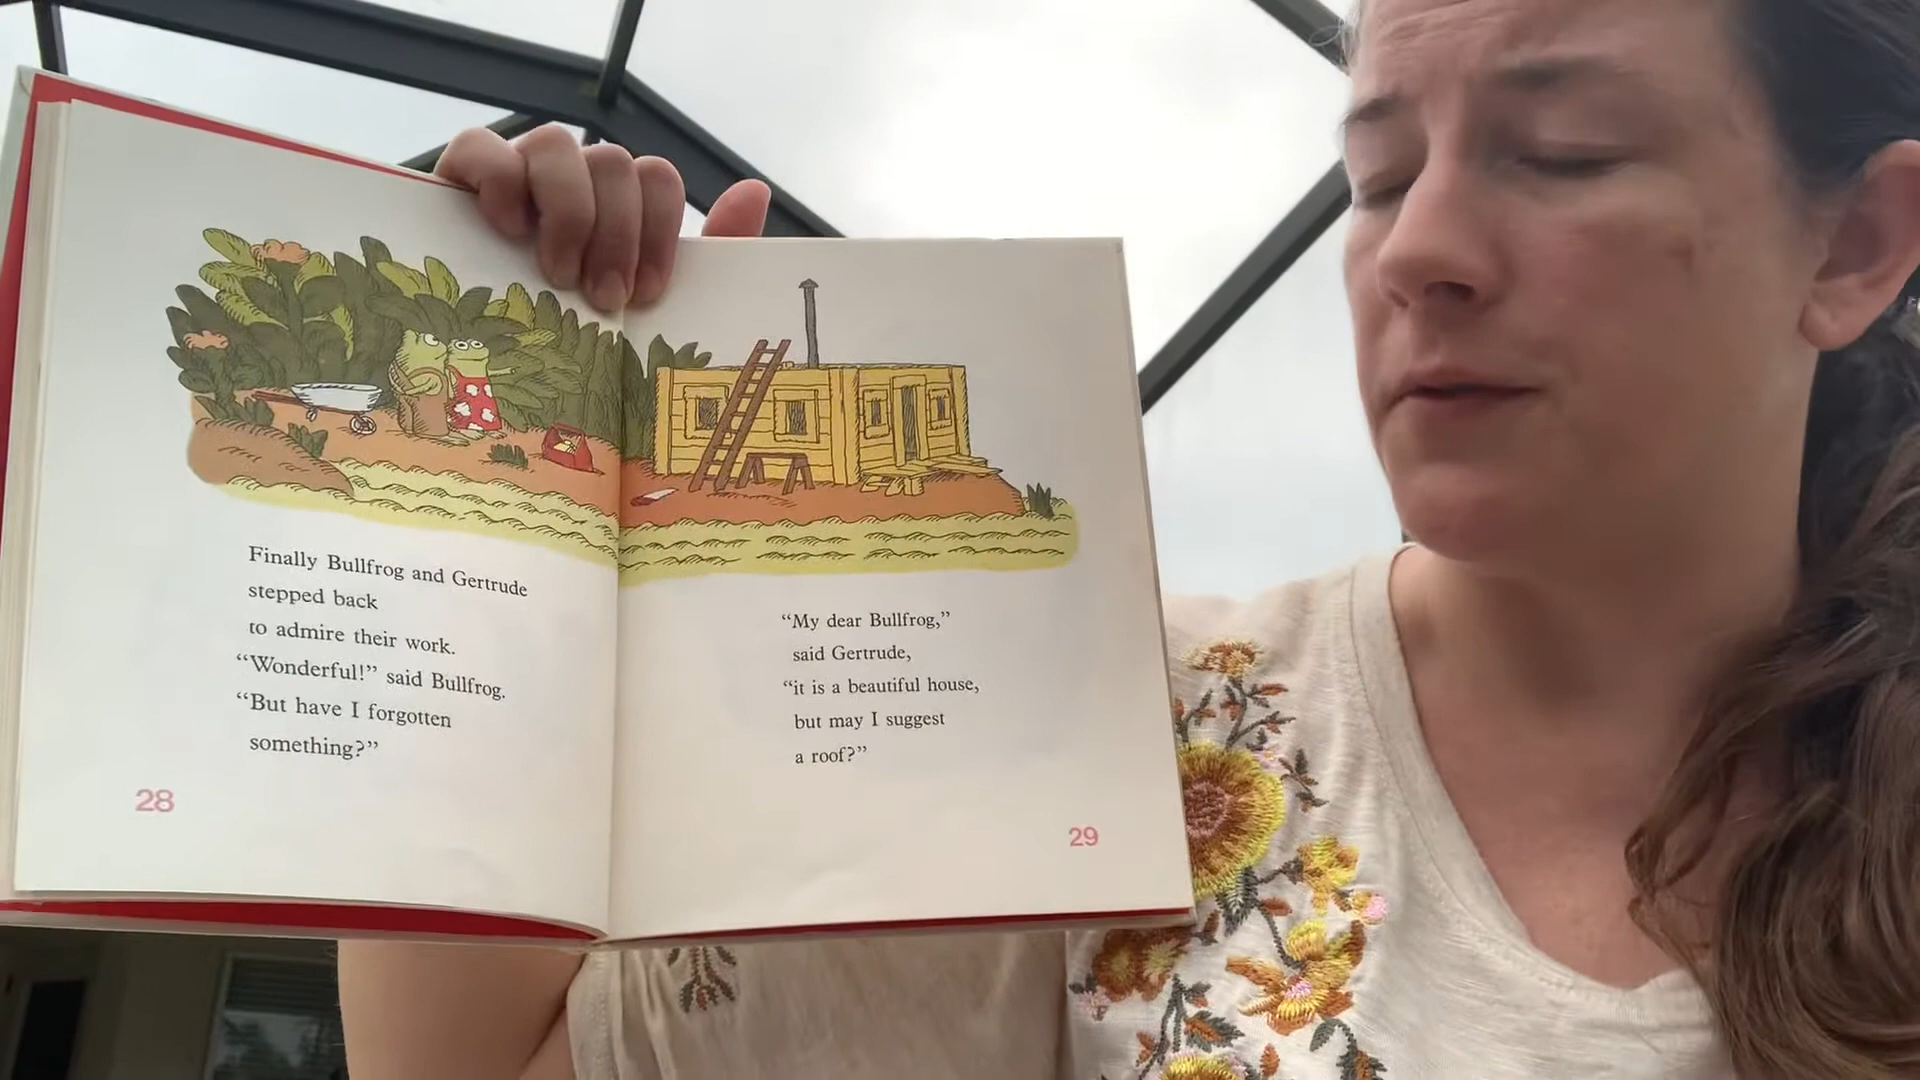 Finally Bullfrog and Gertrude
stepped back
to admire their work.
“Wonderful!” said Bullfrog.
“But have I forgotten
something?”
28
“My dear Bullfrog,”
said Gertrude,
“it is a beautiful house,
but may I suggest
a roof?”
29